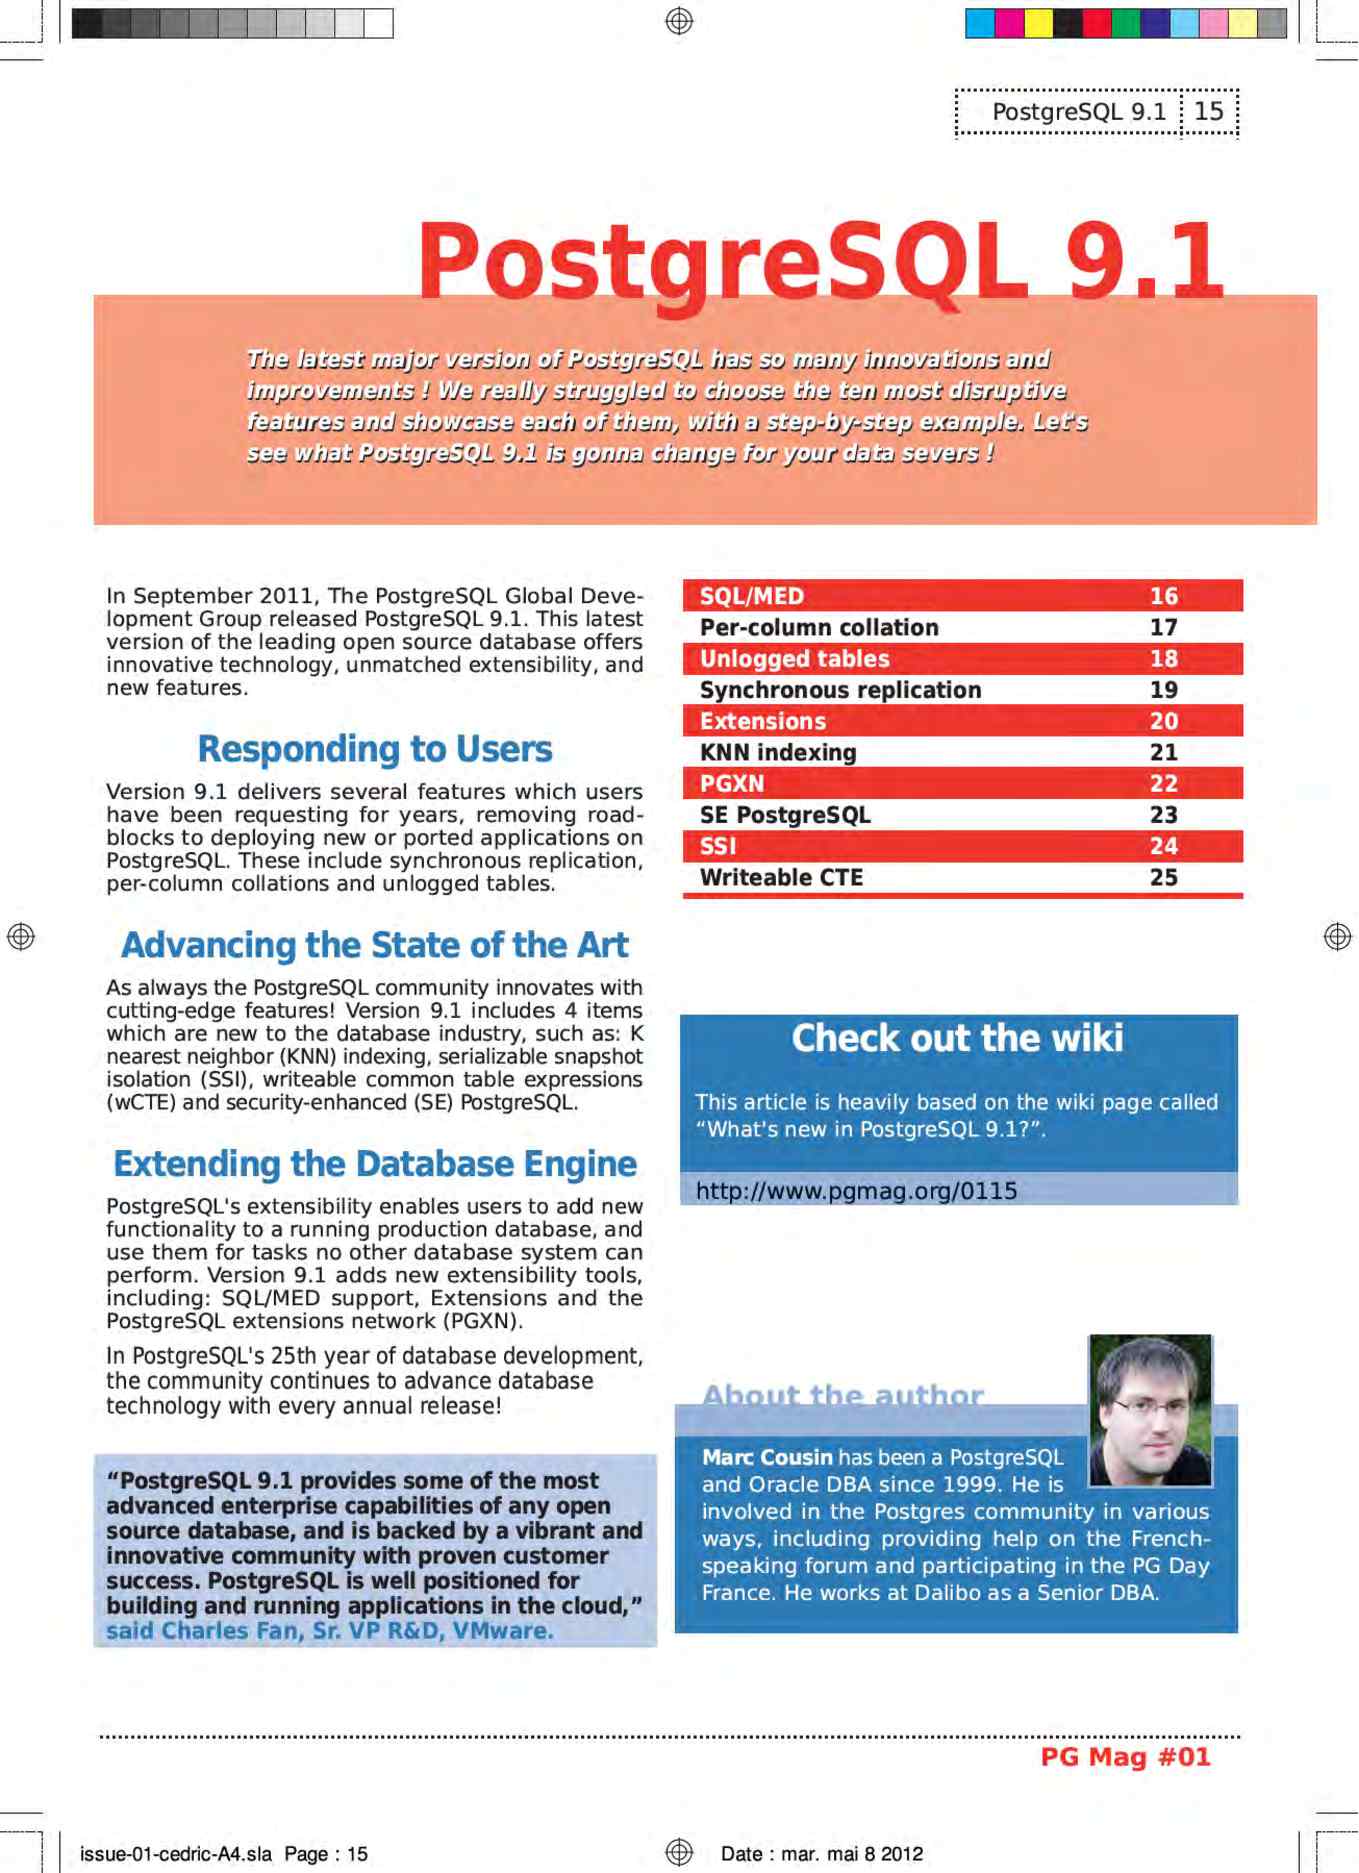 PostgreSQL 9.1 15
PostgreSQL 9.1
The latest major version of PostgreSQL has so many innovations and
improvements ! We really struggled to choose the ten most disruptive
features and showcase each of them, with a step-by-step example. Let's
see what PostgreSQL 9.1 is gonna change for your data severs !
In September 2011, The PostgreSQL Global Deve-
lopment Group released PostgreSQL 9.1. This latest
version of the leading open source database offers
innovative technology, unmatched extensibility, and
new features.
Responding to Users
Version 9.1 delivers several features which users
have been requesting for years, removing road-
blocks to deploying new or ported applications on
PostgreSQL. These include synchronous replication,
per-column collations and unlogged tables.
Advancing the State of the Art
As always the PostgreSQL community innovates with
cutting-edge features! Version 9.1 includes 4 items
which are new to the database industry, such as: K
nearest neighbor (KNN) indexing, serializable snapshot
isolation (SSI), writeable common table expressions
(wCTE) and security-enhanced (SE) PostgreSQL.
Extending the Database Engine
PostgreSQL's extensibility enables users to add new
functionality to a running production database, and
use them for tasks no other database system can
perform. Version 9.1 adds new extensibility tools,
including: SQL/MED support, Extensions and the
PostgreSQL extensions network (PGXN).
In PostgreSQL's 25th year of database development,
the community continues to advance database
technology with every annual release!
“PostgreSQL 9.1 provides some of the most
advanced enterprise capabilities of any open
source database, and is backed by a vibrant and
innovative community with proven customer
success. PostgreSQL is well positioned for
building and running applications in the cloud,”
said Charles Fan, Sr. VP R&D, VMware.
SQL/MED 16
Per-column collation 17
Unlogged tables 18
Synchronous replication 19
Extensions 20
KNN indexing 21
PGXN 22
SE PostgreSQL 23
SSI 24
Writeable CTE 25
Check out the wiki
This article is heavily based on the wiki page called
“What's new in PostgreSQL 9.1?”.
http://www.pgmag.org/0115
About the author
Marc Cousin has been a PostgreSQL
and Oracle DBA since 1999. He is
involved in the Postgres community in various
ways, including providing help on the French-
speaking forum and participating in the PG Day
France. He works at Dalibo as a Senior DBA.
PG Mag #01
issue-01-cedric-A4.sla Page : 15 Date : mar. mai 8 2012